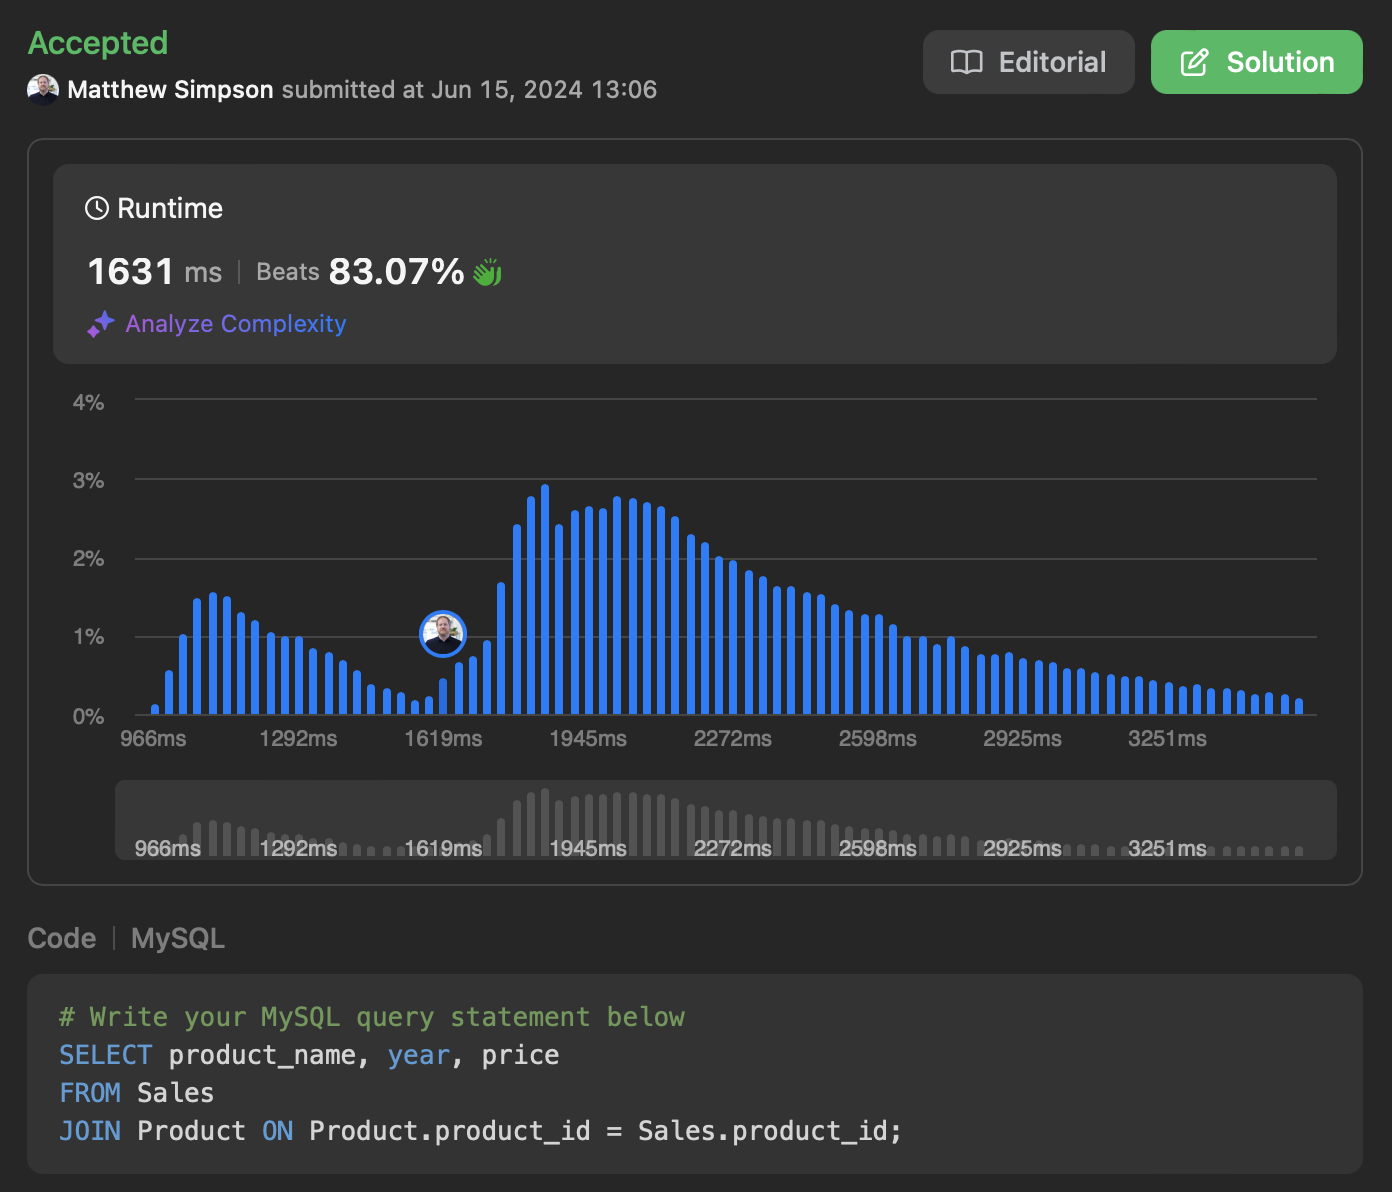 Accepted
Editorial
Solution
Matthew Simpson submitted at Jun 15, 2024 13:06
Runtime
1631 ms | Beats 83.07%
Analyze Complexity
4%
3%
2%
1%
0%
966ms 1292ms 1619ms 1945ms 2272ms 2598ms 2925ms 3251ms
966ms 1292ms 1619ms 1945ms 2272ms 2598ms 2925ms 3251ms
Code | MySQL
# Write your MySQL query statement below
SELECT product_name, year, price
FROM Sales
JOIN Product ON Product.product_id = Sales.product_id;